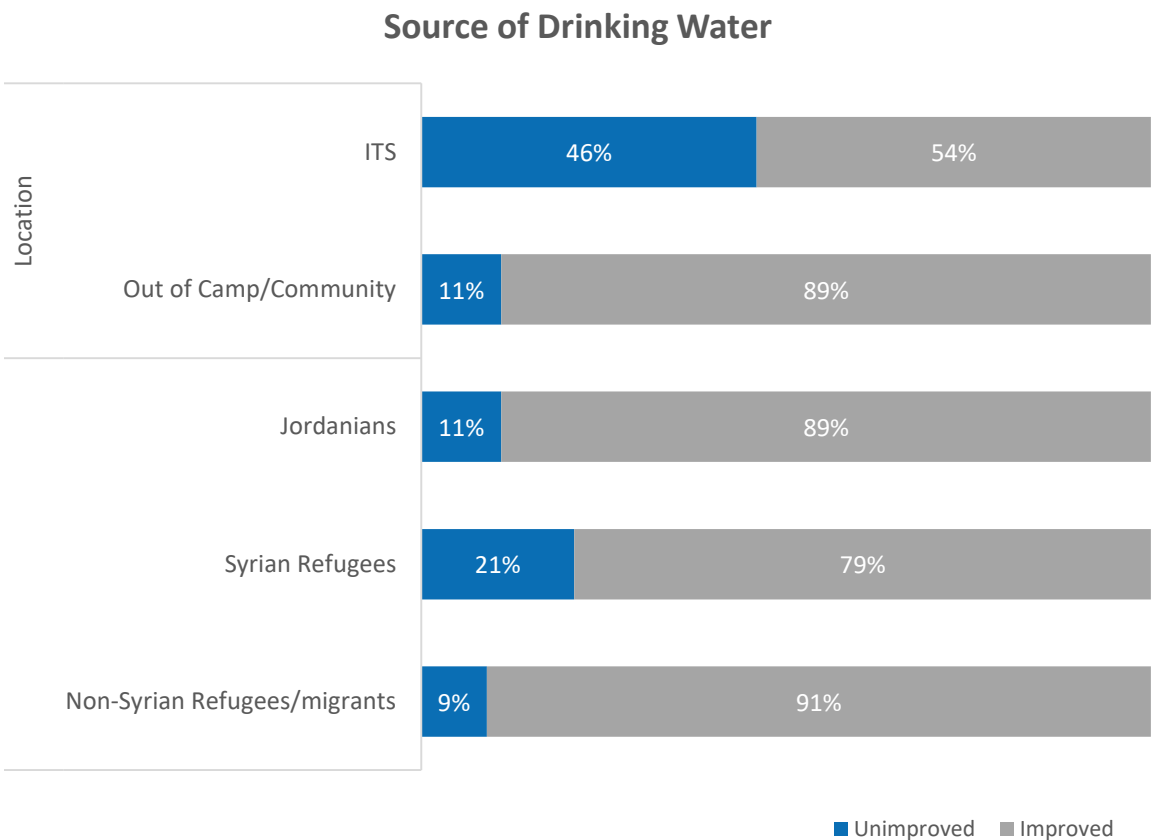 Source of Drinking Water
Location
ITS
46%
54%
Out of Camp/Community
11%
89%
Jordanians
11%
89%
Syrian Refugees
21%
79%
Non-Syrian Refugees/migrants
9%
91%
Unimproved
Improved